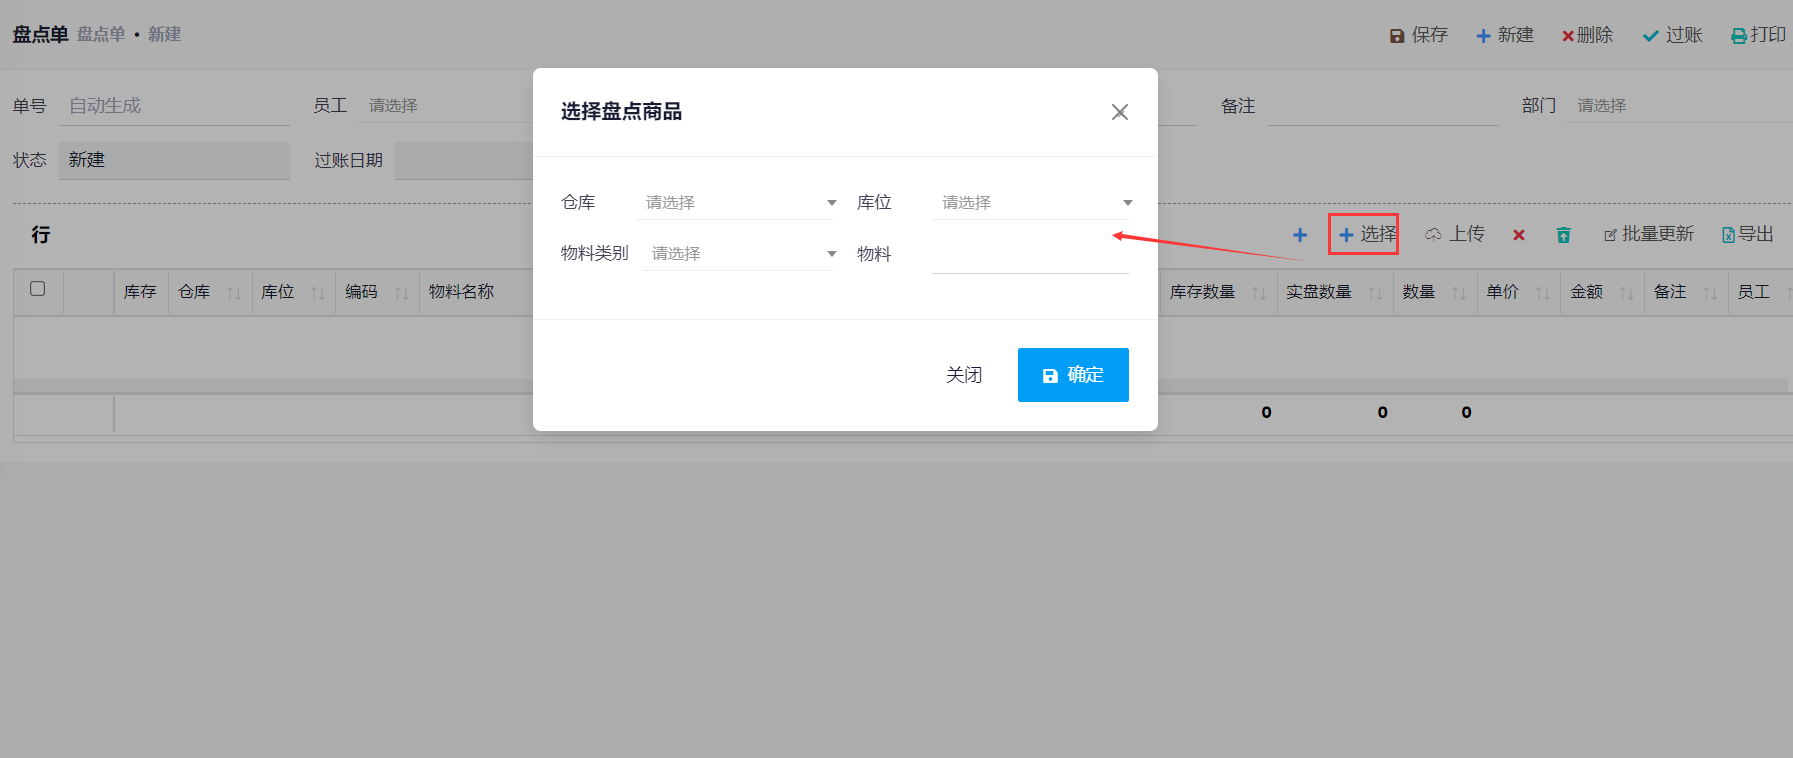 盘点单 盘点单 • 新建
保存 新建 删除 过账 打印
单号 自动生成 员工 请选择 备注 部门 请选择
状态 新建 过账日期
选择盘点商品
仓库 请选择 库位 请选择
物料类别 请选择 物料
关闭 确定
行
选择 上传 批量更新 导出
库存 仓库 库位 编码 物料名称 库存数量 实盘数量 数量 单价 金额 备注 员工
0 0 0